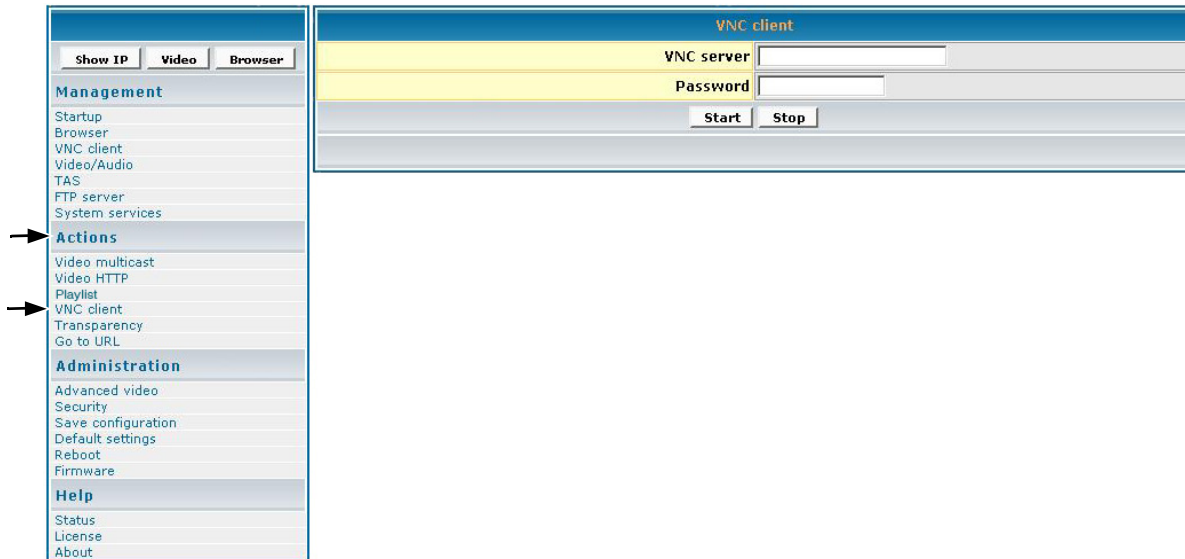 Show IP Video Browser
Management
Startup
Browser
VNC client
Video/Audio
TAS
FTP server
System services
Actions
Video multicast
Video HTTP
Playlist
VNC client
Transparency
Go to URL
Administration
Advanced video
Security
Save configuration
Default settings
Reboot
Firmware
Help
Status
License
About
VNC client
VNC server
Password
Start Stop